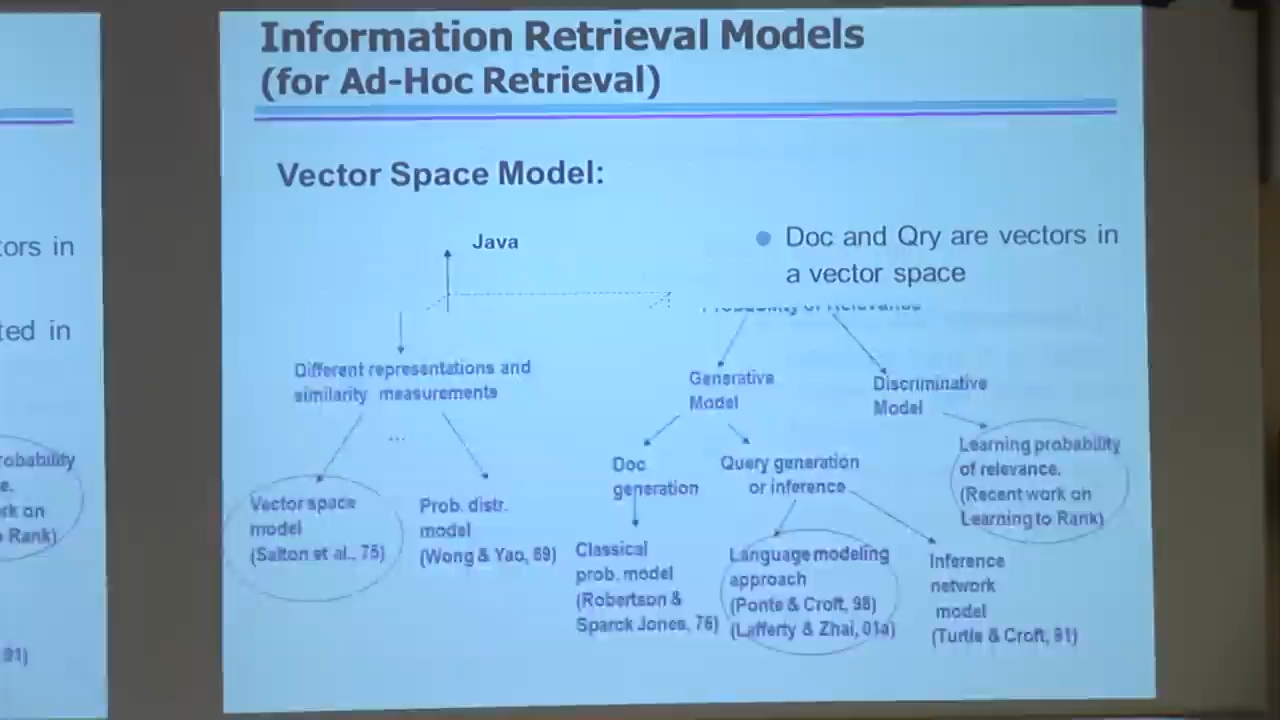 Information Retrieval Models
(for Ad-Hoc Retrieval)
Vector Space Model:
Java
Doc and Qry are vectors in
a vector space
Probability of Relevance
Different representations and
similarity measurements
...
Generative
Model
Discriminative
Model
Doc
generation
Query generation
or inference
Learning probability
of relevance.
(Recent work on
Learning to Rank)
Vector space
model
(Salton et al., 75)
Prob. distr.
model
(Wong & Yao, 89)
Classical
prob. model
(Robertson &
Sparck Jones, 76)
Language modeling
approach
(Ponte & Croft, 98)
(Lafferty & Zhai, 01a)
Inference
network
model
(Turtle & Croft, 91)
tors in
ted in
robability
e.
rk on
Rank)
91)